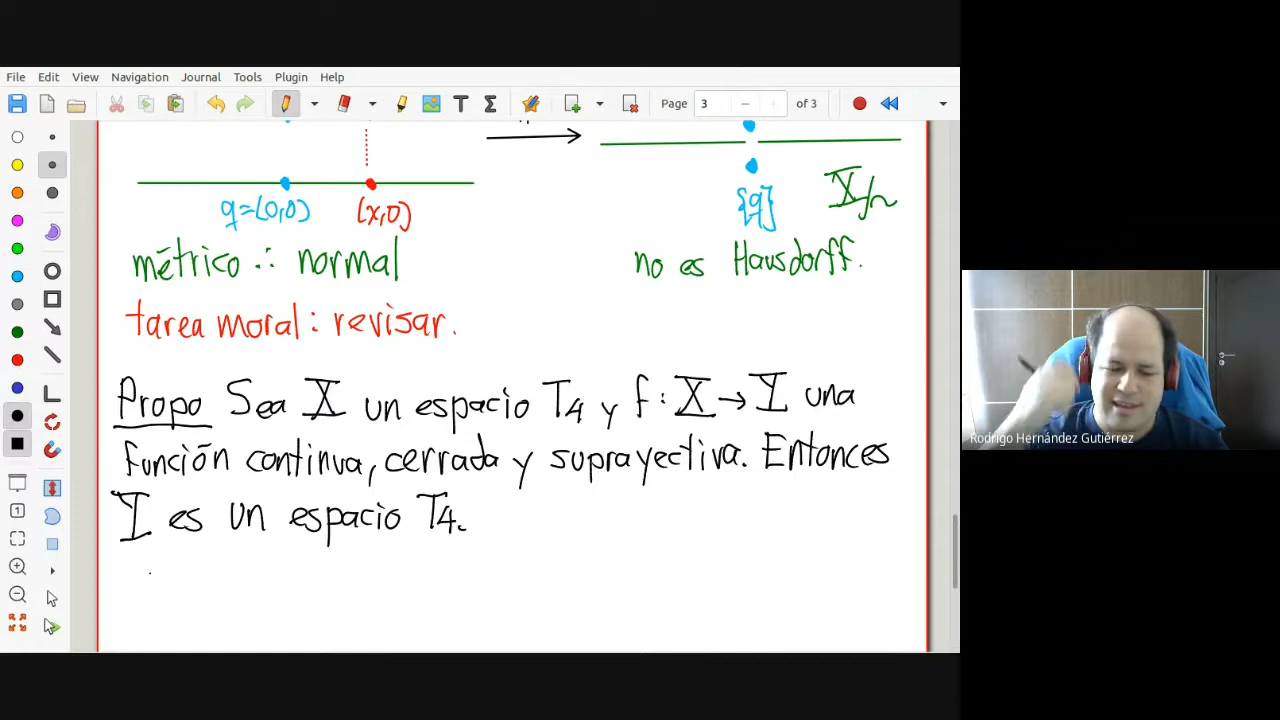 File Edit View Navigation Journal Tools Plugin Help
Page 3 of 3
q=(0,0) (x,0) {q} X/~
métrico ∴ normal no es Hausdorff.
tarea moral: revisar.
Propo Sea X un espacio T4 y f: X → Y una
función continua, cerrada y suprayectiva. Entonces
Y es un espacio T4.
Rodrigo Hernández Gutiérrez